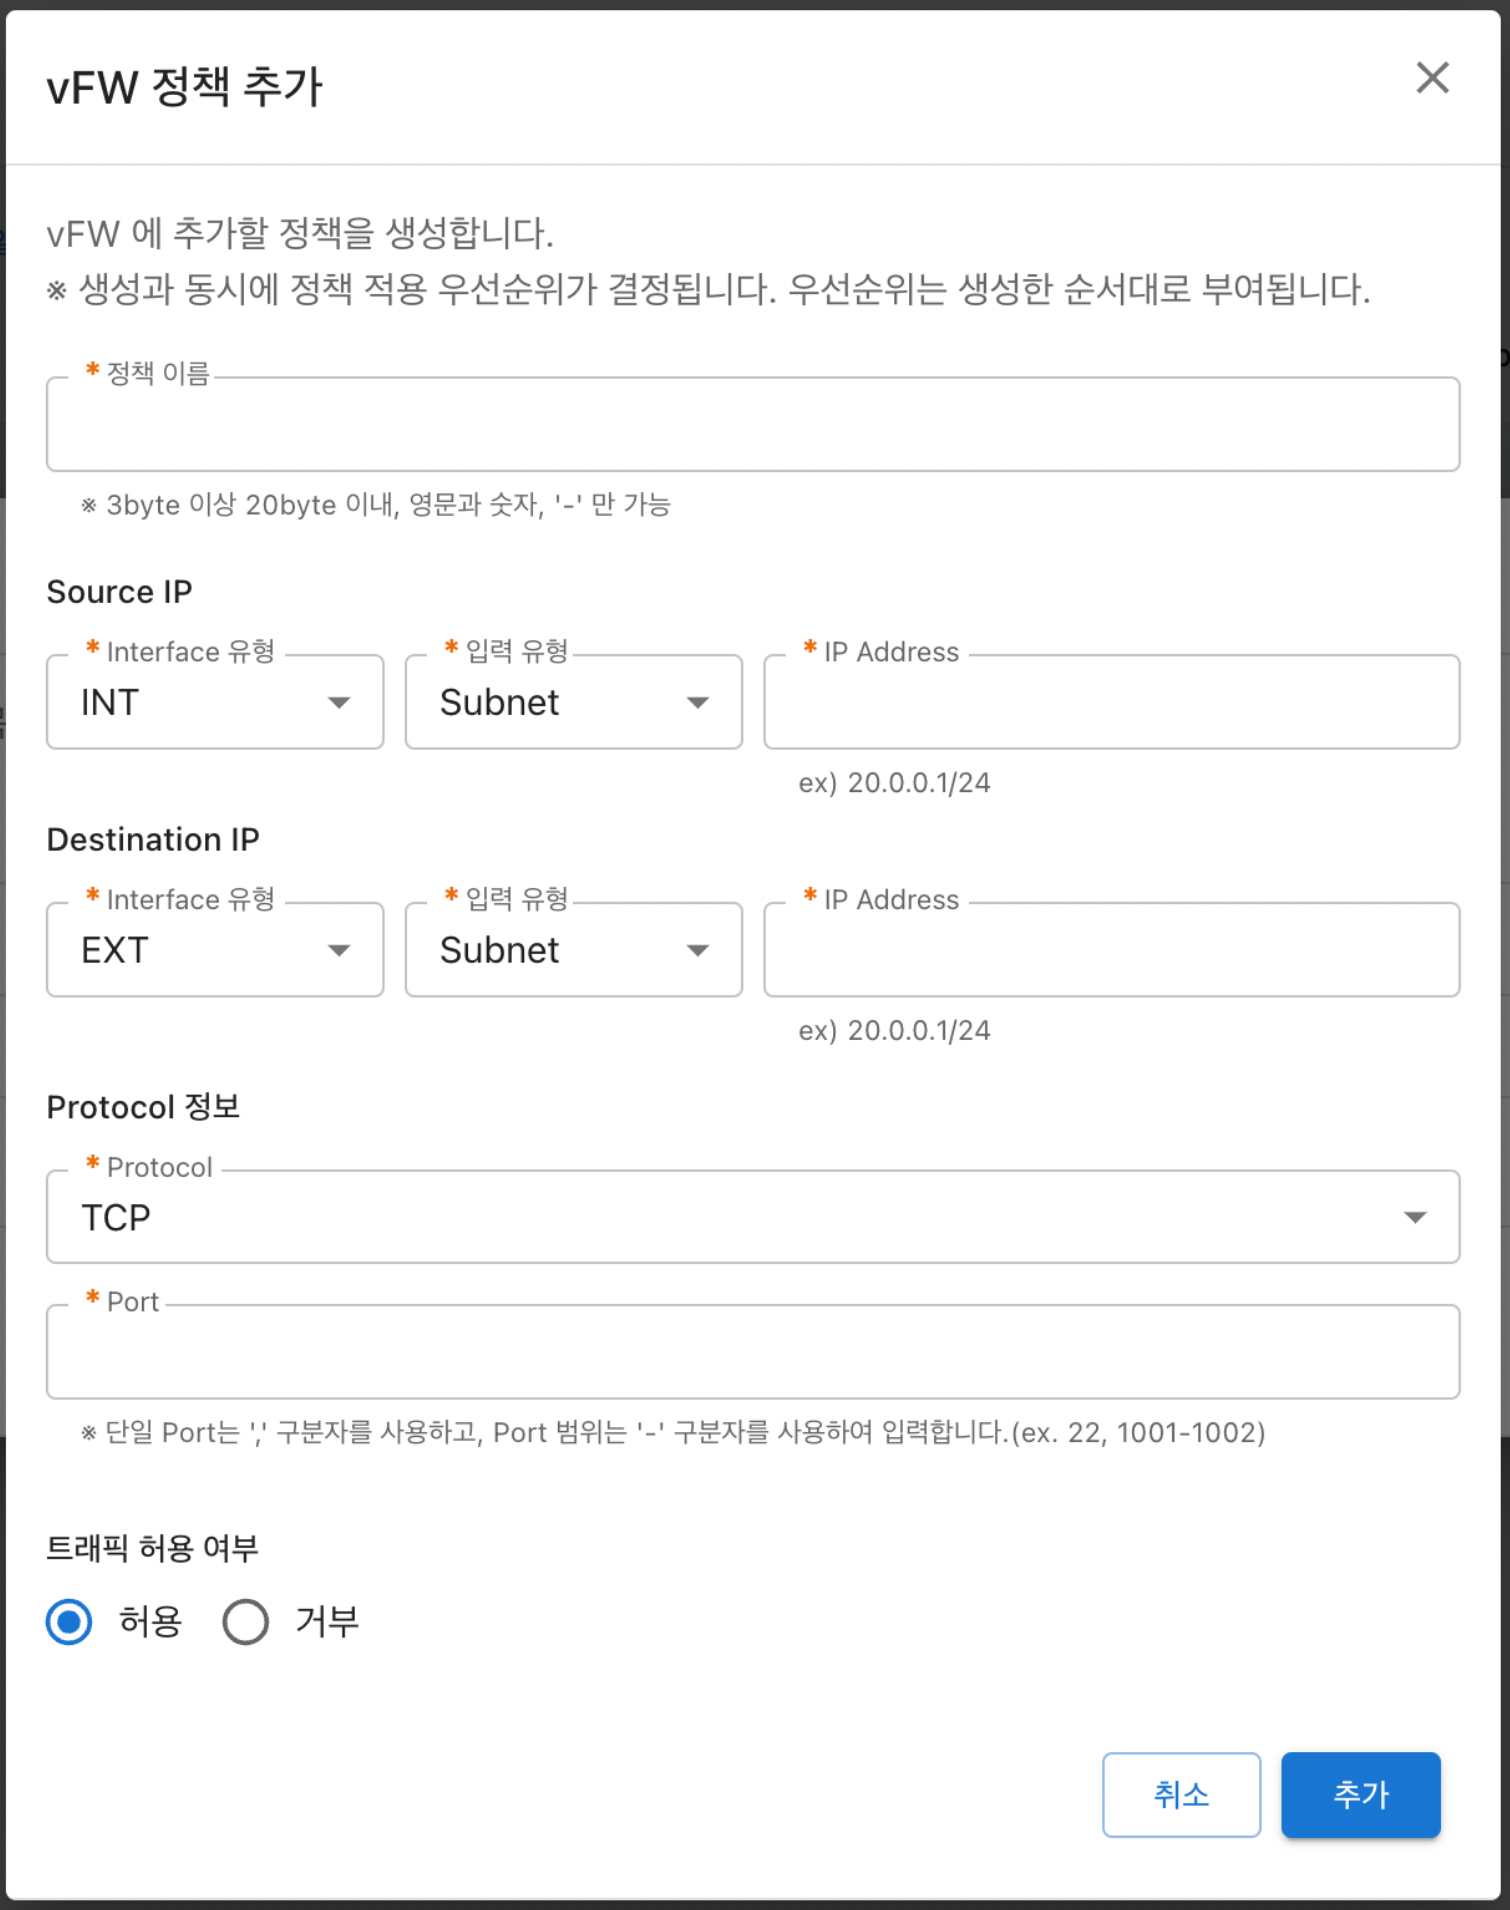 vFW 정책 추가
vFW 에 추가할 정책을 생성합니다.
※ 생성과 동시에 정책 적용 우선순위가 결정됩니다. 우선순위는 생성한 순서대로 부여됩니다.
* 정책 이름
※ 3byte 이상 20byte 이내, 영문과 숫자, '-' 만 가능
Source IP
* Interface 유형 * 입력 유형 * IP Address
INT Subnet
ex) 20.0.0.1/24
Destination IP
* Interface 유형 * 입력 유형 * IP Address
EXT Subnet
ex) 20.0.0.1/24
Protocol 정보
* Protocol
TCP
* Port
※ 단일 Port는 ',' 구분자를 사용하고, Port 범위는 '-' 구분자를 사용하여 입력합니다.(ex. 22, 1001-1002)
트래픽 허용 여부
허용 거부
취소 추가